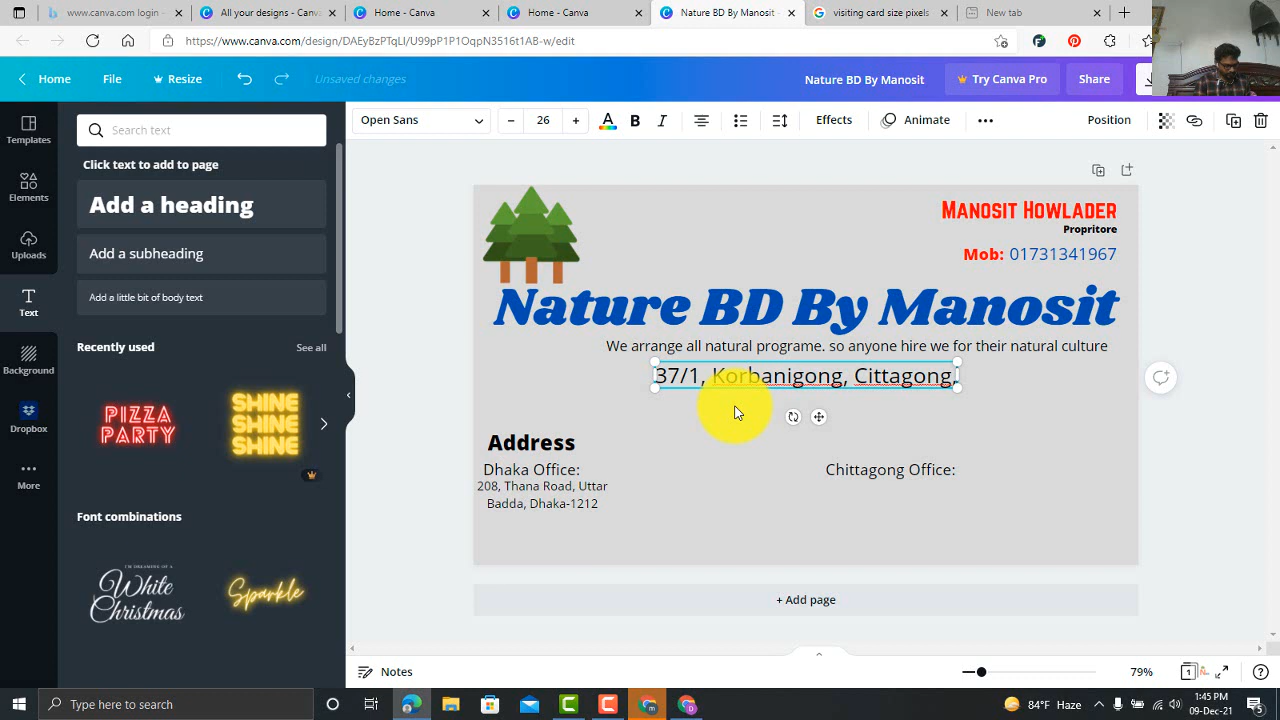 .canva.com login -
All your designs - Canva
Home - Canva
Home - Canva
Nature BD By Manosit -
visiting card size pixels
New tab
https://www.canva.com/design/DAEyBzPTqLI/U99pP1P1OqpN3516t1AB-w/edit
Home
File
Resize
Unsaved changes
Nature BD By Manosit
Try Canva Pro
Share
Templates
Elements
Uploads
Text
Background
Dropbox
More
Search text
Click text to add to page
Add a heading
Add a subheading
Add a little bit of body text
Recently used
See all
PIZZA
PARTY
SHINE
SHINE
SHINE
Font combinations
I'M DREAMING OF A
White
Christmas
Sparkle
Open Sans
26
A
B
I
Effects
Animate
Position
Manosit Howlader
Propritore
Mob: 01731341967
Nature BD By Manosit
We arrange all natural programe. so anyone hire we for their natural culture
37/1, Korbanigong, Cittagong,
Address
Dhaka Office:
208, Thana Road, Uttar
Badda, Dhaka-1212
Chittagong Office:
+ Add page
Notes
79%
1
Type here to search
84°F Haze
1:45 PM
09-Dec-21